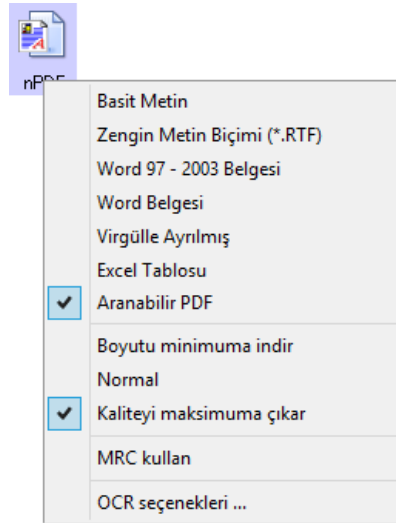 Basit Metin
Zengin Metin Biçimi (*.RTF)
Word 97 - 2003 Belgesi
Word Belgesi
Virgülle Ayrılmış
Excel Tablosu
Aranabilir PDF
Boyutu minimuma indir
Normal
Kaliteyi maksimuma çıkar
MRC kullan
OCR seçenekleri ...